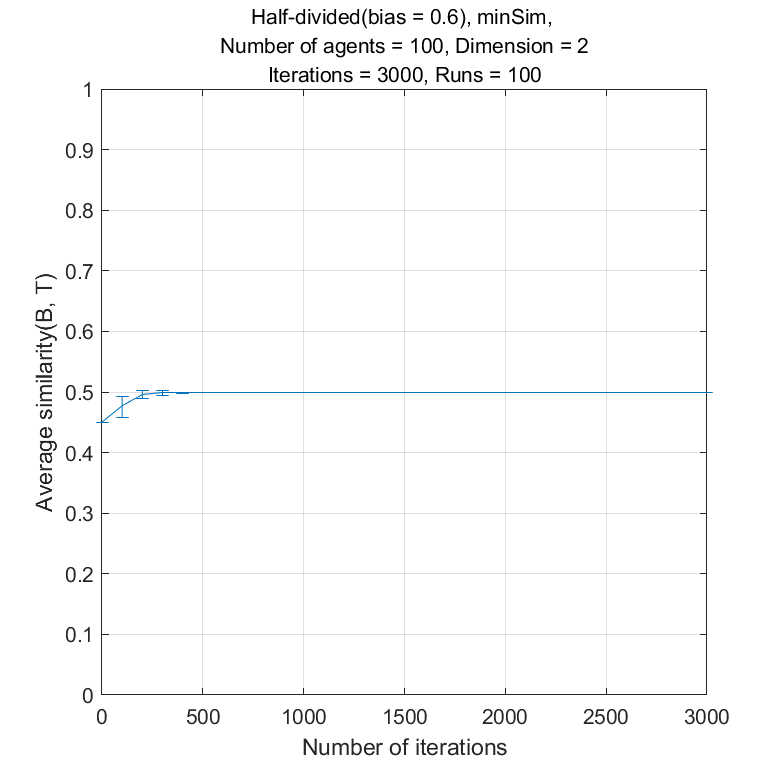 Half-divided(bias = 0.6), minSim,
Number of agents = 100, Dimension = 2
Iterations = 3000, Runs = 100
1
0.9
0.8
0.7
0.6
0.5
0.4
0.3
0.2
0.1
0
Average similarity(B, T)
0 500 1000 1500 2000 2500 3000
Number of iterations